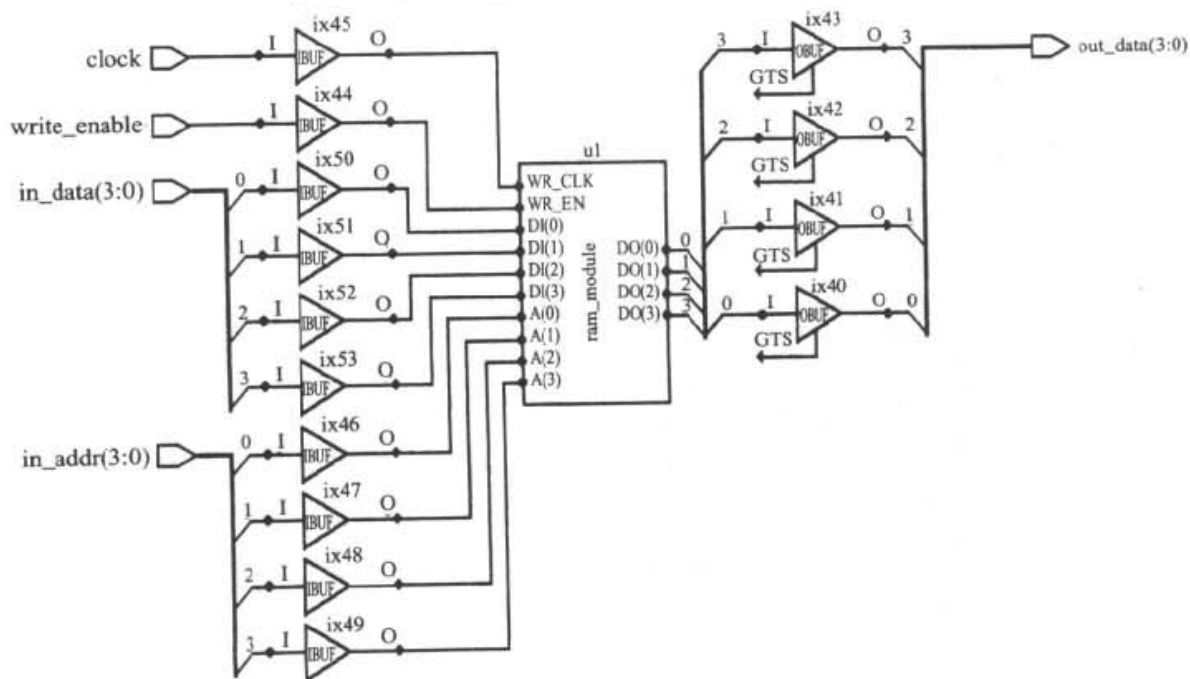 ix45
clock
I
IBUF
O
ix44
write_enable
I
IBUF
O
ix50
in_data(3:0)
0
I
IBUF
O
ix51
1
I
IBUF
O
ix52
2
I
IBUF
O
ix53
3
I
IBUF
O
ix46
in_addr(3:0)
0
I
IBUF
O
ix47
1
I
IBUF
O
ix48
2
I
IBUF
O
ix49
3
I
IBUF
O
u1
WR_CLK
WR_EN
DI(0)
DI(1)
DI(2)
DI(3)
A(0)
A(1)
A(2)
A(3)
ram_module
DO(0)
DO(1)
DO(2)
DO(3)
0
1
2
3
ix43
3
I
OBUF
O
3
GTS
ix42
2
I
OBUF
O
2
GTS
ix41
1
I
OBUF
O
1
GTS
ix40
0
I
OBUF
O
0
GTS
out_data(3:0)